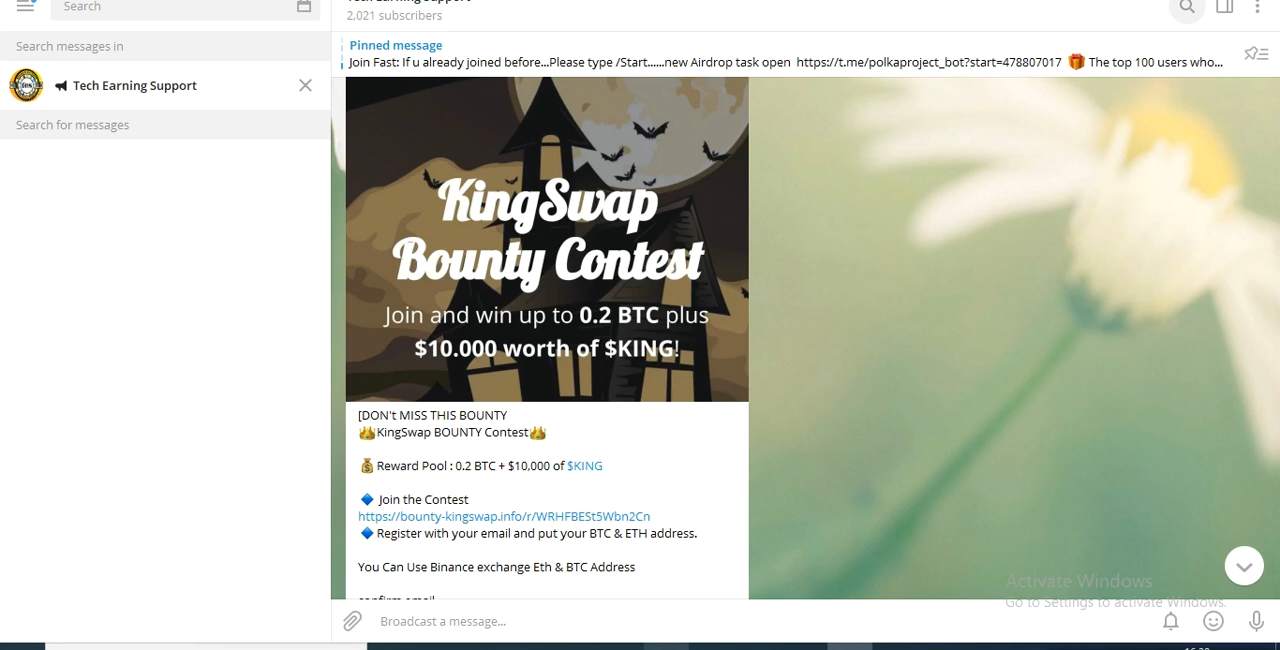 Search
2,021 subscribers
Search messages in
Pinned message
Join Fast: If u already joined before...Please type /Start......new Airdrop task open https://t.me/polkaproject_bot?start=478807017 🎁 The top 100 users who...
Tech Earning Support
Search for messages
KingSwap
Bounty Contest
Join and win up to 0.2 BTC plus
$10.000 worth of $KING!
[DON't MISS THIS BOUNTY
👑KingSwap BOUNTY Contest👑
💰 Reward Pool : 0.2 BTC + $10,000 of $KING
🔷 Join the Contest
https://bounty-kingswap.info/r/WRHFBESt5Wbn2Cn
🔷 Register with your email and put your BTC & ETH address.
You Can Use Binance exchange Eth & BTC Address
Activate Windows
Go to Settings to activate Windows.
Broadcast a message...